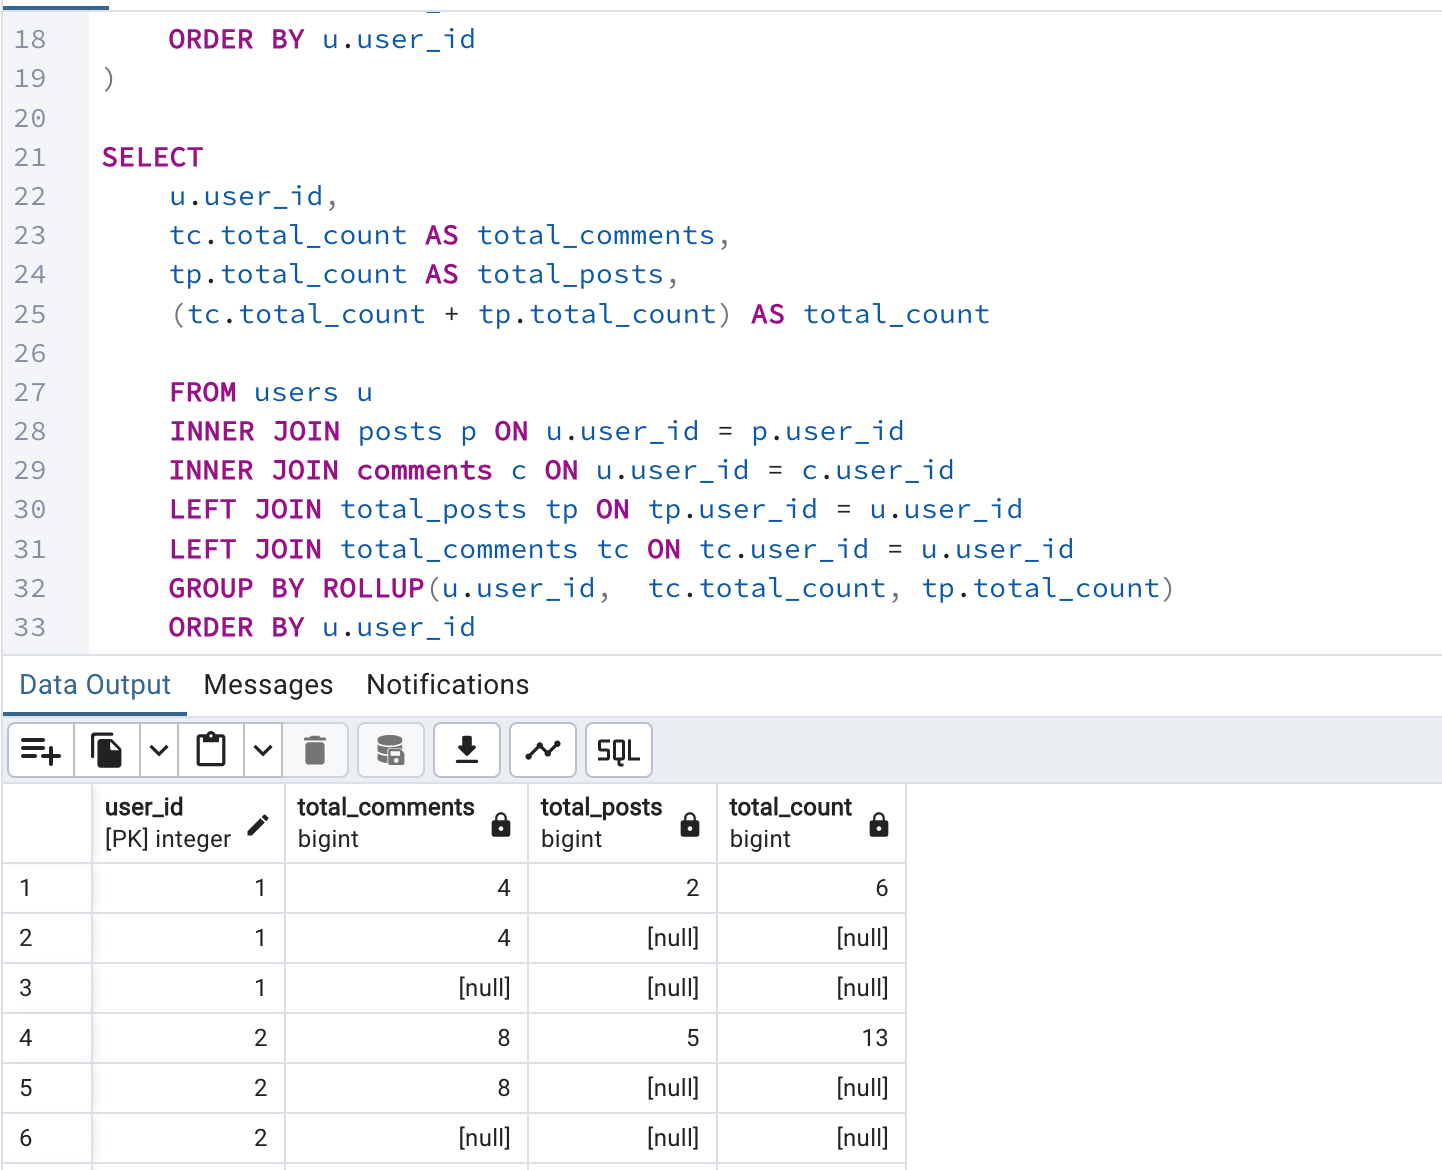 18 ORDER BY u.user_id
19 )
20
21 SELECT
22 u.user_id,
23 tc.total_count AS total_comments,
24 tp.total_count AS total_posts,
25 (tc.total_count + tp.total_count) AS total_count
26
27 FROM users u
28 INNER JOIN posts p ON u.user_id = p.user_id
29 INNER JOIN comments c ON u.user_id = c.user_id
30 LEFT JOIN total_posts tp ON tp.user_id = u.user_id
31 LEFT JOIN total_comments tc ON tc.user_id = u.user_id
32 GROUP BY ROLLUP(u.user_id,  tc.total_count, tp.total_count)
33 ORDER BY u.user_id
Data Output Messages Notifications
SQL
user_id total_comments total_posts total_count
[PK] integer bigint bigint bigint
1 1 4 2 6
2 1 4 [null] [null]
3 1 [null] [null] [null]
4 2 8 5 13
5 2 8 [null] [null]
6 2 [null] [null] [null]